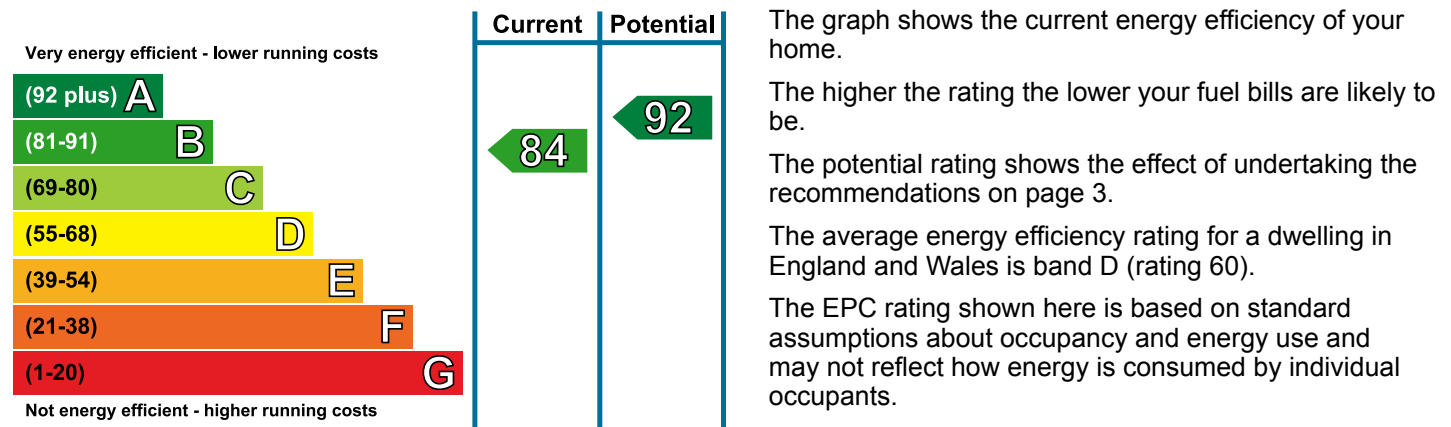 Current Potential
Very energy efficient - lower running costs
(92 plus) A
92
(81-91) B
84
(69-80) C
(55-68) D
(39-54) E
(21-38) F
(1-20) G
Not energy efficient - higher running costs
The graph shows the current energy efficiency of your
home.
The higher the rating the lower your fuel bills are likely to
be.
The potential rating shows the effect of undertaking the
recommendations on page 3.
The average energy efficiency rating for a dwelling in
England and Wales is band D (rating 60).
The EPC rating shown here is based on standard
assumptions about occupancy and energy use and
may not reflect how energy is consumed by individual
occupants.